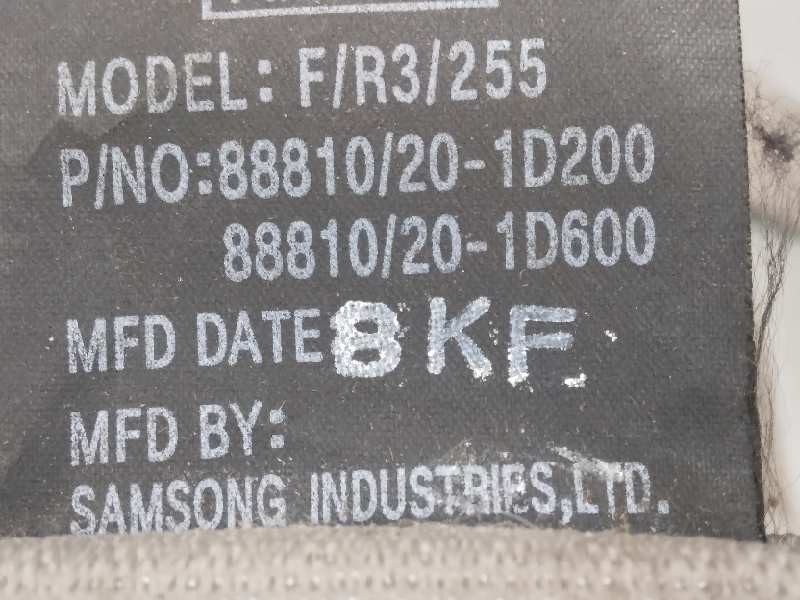 MODEL: F/R3/255
P/NO:88810/20-1D200
88810/20-1D600
MFD DATE 8KF
MFD BY:
SAMSONG INDUSTRIES,LTD.